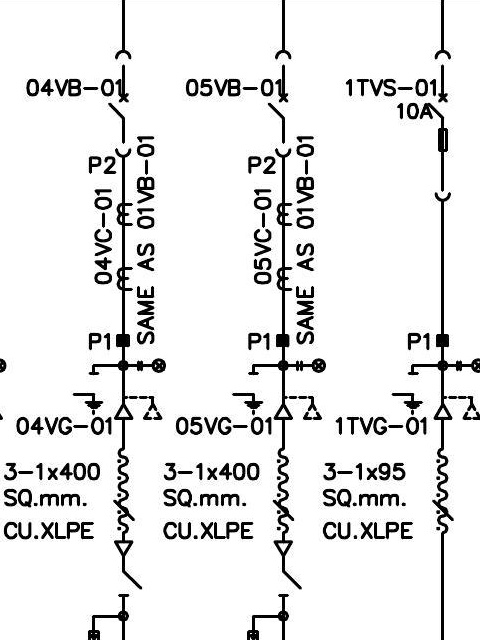 04VB-01
05VB-01
1TVS-01
10A
P2
P2
04VC-01
SAME AS 01VB-01
05VC-01
SAME AS 01VB-01
P1
P1
P1
04VG-01
05VG-01
1TVG-01
3-1x400
SQ.mm.
CU.XLPE
3-1x400
SQ.mm.
CU.XLPE
3-1x95
SQ.mm.
CU.XLPE